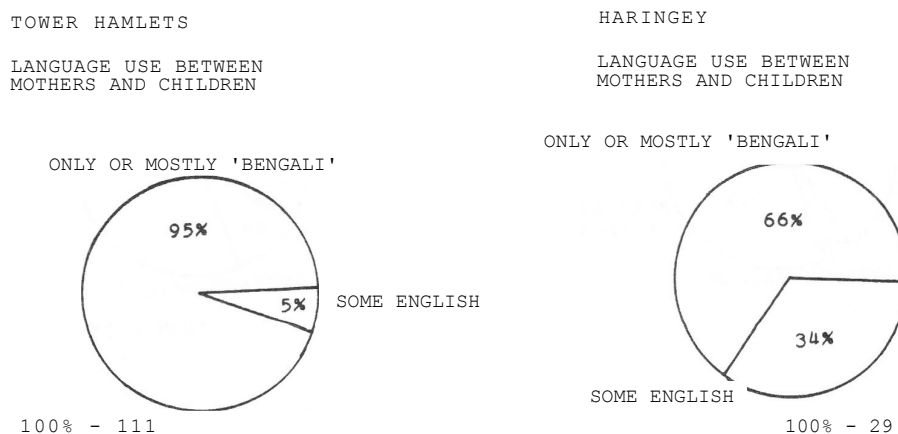 TOWER HAMLETS
LANGUAGE USE BETWEEN
MOTHERS AND CHILDREN
ONLY OR MOSTLY 'BENGALI'
95%
5%
SOME ENGLISH
100% - 111
HARINGEY
LANGUAGE USE BETWEEN
MOTHERS AND CHILDREN
ONLY OR MOSTLY 'BENGALI'
66%
34%
SOME ENGLISH
100% - 29